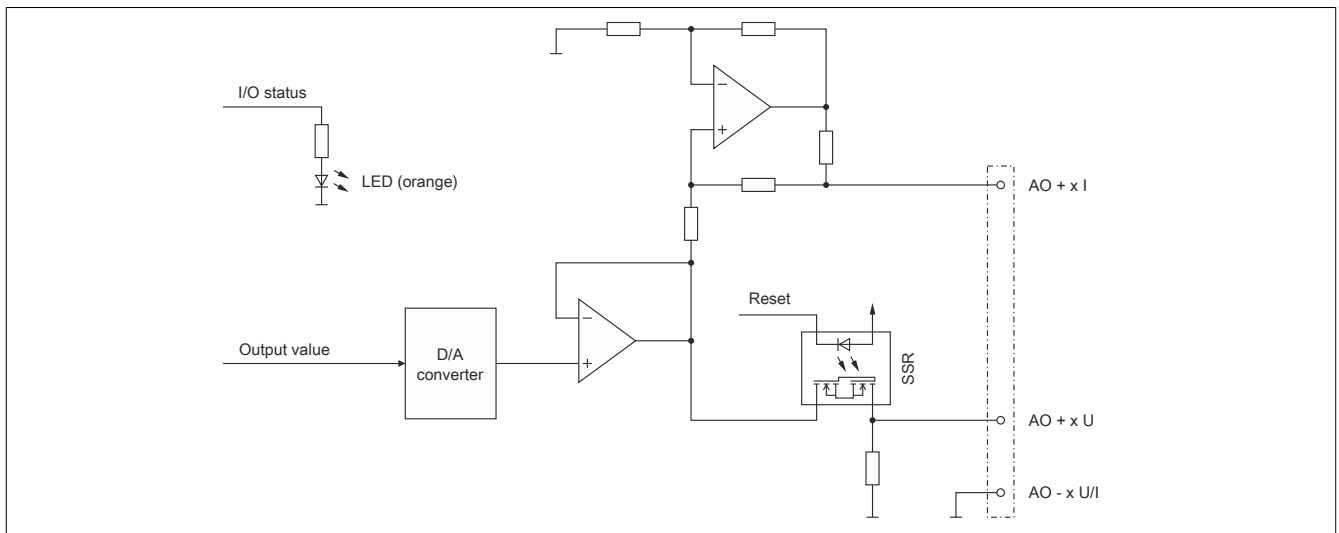 I/O status
LED (orange)
AO + x I
Reset
Output value
D/A
converter
SSR
AO + x U
AO - x U/I